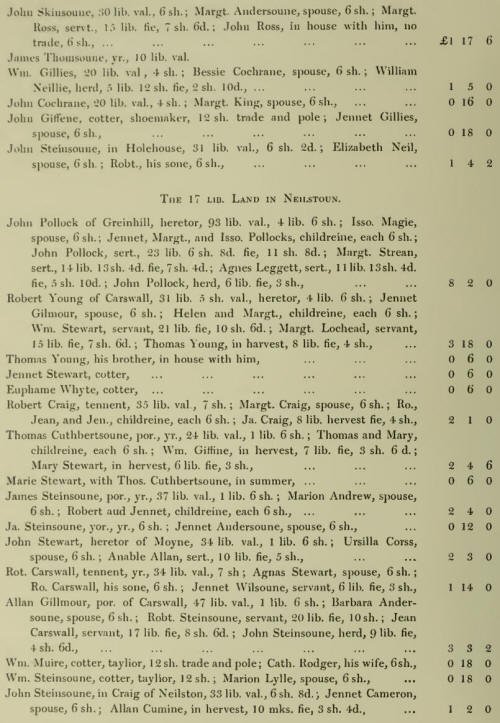 John Skinsoune, 30 lib. val., 6 sh.; Margt. Andersoune, spouse, 6 sh.; Margt.
Ross, servt., 15 lib. fie, 7 sh. 6d.; John Ross, in house with him, no
trade, 6 sh., ... ... ... ... ... ... £1 17 6
James Thomsoune, yr., 10 lib. val.
Wm. Gillies, 20 lib val, 4 sh.; Bessie Cochrane, spouse, 6 sh.; William
Neillie, herd, 5 lib. 12 sh. fie, 2 sh. 10d., ... ... ... ... 1 5 0
John Cochrane, 20 lib. val., 4 sh.; Margt. King, spouse, 6 sh., ... ... 0 16 0
John Giffene, cotter, shoemaker, 12 sh. trade and pole; Jennet Gillies,
spouse, 6 sh., ... ... ... ... ... ... 0 18 0
John Steinsoune, in Holehouse, 31 lib. val., 6 sh. 2d.; Elizabeth Neil,
spouse, 6 sh.; Robt., his sone, 6 sh., ... ... ... ... 1 4 2
The 17 lib. Land in Neilstoun.
John Pollock of Greinhill, heretor, 93 lib. val., 4 lib. 6 sh.; Isso. Magie,
spouse, 6 sh.; Jennet, Margt., and Isso. Pollocks, childreine, each 6 sh.;
John Pollock, sert., 23 lib. 6 sh. 8d. fie, 11 sh. 8d.; Margt. Strean,
sert., 14 lib. 13sh. 4d. fie, 7sh. 4d.; Agnes Leggett, sert., 11 lib. 13sh. 4d.
fie, 5 sh. 10d.; John Pollock, herd, 6 lib. fie, 3 sh., ... ... 8 2 0
Robert Young of Carswall, 31 lib. 5 sh. val., heretor, 4 lib. 6 sh.; Jennet
Gilmour, spouse, 6 sh.; Helen and Margt., childreine, each 6 sh.;
Wm. Stewart, servant, 21 lib fie, 10 sh. 6d.; Margt. Lochead, servant,
15 lib. fie, 7 sh. 6d.; Thomas Young, in harvest, 8 lib. fie, 4 sh., ... 3 18 0
Thomas Young, his brother, in house with him, ... ... ... 0 6 0
Jennet Stewart, cotter, ... ... ... ... ... 0 6 0
Euphame Whyte, cotter, ... ... ... ... ... ... 0 6 0
Robert Craig, tennent, 35 lib. val., 7 sh.; Margt. Craig, spouse, 6 sh.; Ro.,
Jean, and Jen., childreine, each 6 sh.; Ja. Craig, 8 lib. hervest fie, 4 sh., 2 1 0
Thomas Cuthbertsoune, por., yr., 24 lib. val., 1 lib. 6 sh.; Thomas and Mary,
childreine, each 6 sh.; Wm. Giffine, in hervest, 7 lib. fie, 3 sh. 6 d.;
Mary Stewart, in hervest, 6 lib. fie, 3 sh., ... ... ... 2 4 6
Marie Stewart, with Thos. Cuthbertsoune, in summer, ... ... ... 0 6 0
James Steinsoune, por., yr., 37 lib. val., 1 lib. 6 sh.; Marion Andrew, spouse,
6 sh.; Robert and Jennet, childreine, each 6 sh., ... ... ... 2 4 0
Ja. Steinsoune, yor., yr., 6 sh.; Jennet Andersoune, spouse, 6 sh., ... ... 0 12 0
John Stewart, heretor of Moyne, 34 lib. val., 1 lib. 6 sh.; Ursilla Corss,
spouse, 6 sh.; Anable Allan, sert., 10 lib. fie, 5 sh., ... ... 2 3 0
Rot. Carswall, tennent, yr., 34 lib. val., 7 sh; Agnas Stewart, spouse, 6 sh.;
Ro. Carswall, his sone, 6 sh.; Jennet Wilsoune, servant, 6 lib. fie, 3 sh., 1 14 0
Allan Gillmour, por. of Carswall, 47 lib. val., 1 lib. 6 sh.; Barbara Ander-
soune, spouse, 6 sh.; Robt. Steinsoune, servant, 20 lib. fie, 10 sh.; Jean
Carswall, servant, 17 lib. fie, 8 sh. 6d.; John Steinsoune, herd, 9 lib. fie,
4 sh. 6d., ... ... ... ... ... ... 3 3 2
Wm. Muire, cotter, taylior, 12 sh. trade and pole; Cath. Rodger, his wife, 6sh., 0 18 0
Wm. Steinsoune, cotter, taylior, 12 sh.; Marion Lylle, spouse, 6 sh., ... 0 18 0
John Steinsoune, in Craig of Neilston, 33 lib. val., 6 sh. 8d.; Jennet Cameron,
spouse, 6 sh.; Allan Cumine, in hervest, 10 mks. fie, 3 sh. 4d., ... 1 2 0